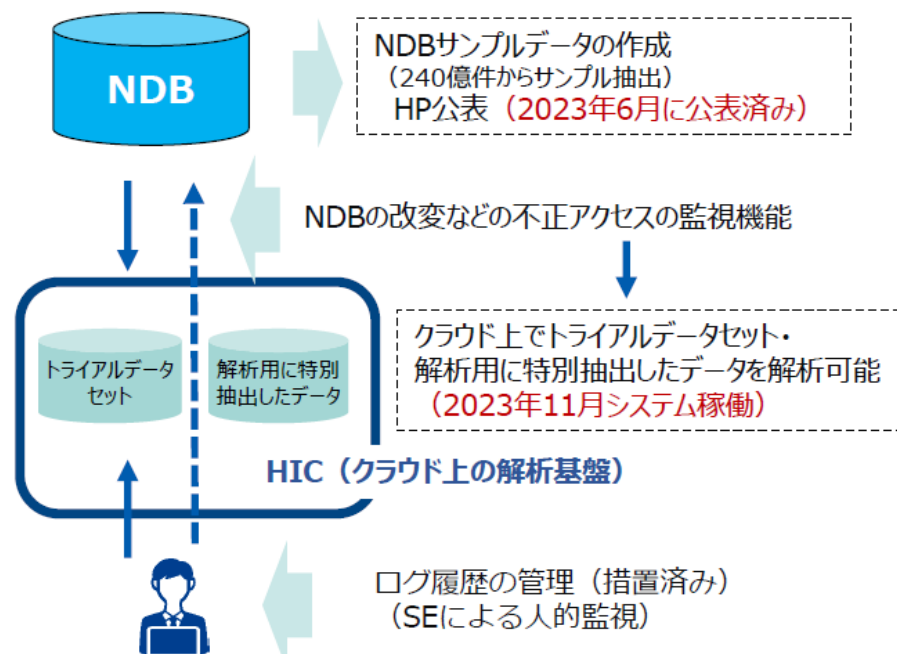 NDB
NDBサンプルデータの作成
（240億件からサンプル抽出）
HP公表（2023年6月に公表済み）
NDBの改変などの不正アクセスの監視機能
トライアルデータ
セット
解析用に特別
抽出したデータ
クラウド上でトライアルデータセット・
解析用に特別抽出したデータを解析可能
（2023年11月システム稼働）
HIC（クラウド上の解析基盤）
ログ履歴の管理（措置済み）
（SEによる人的監視）